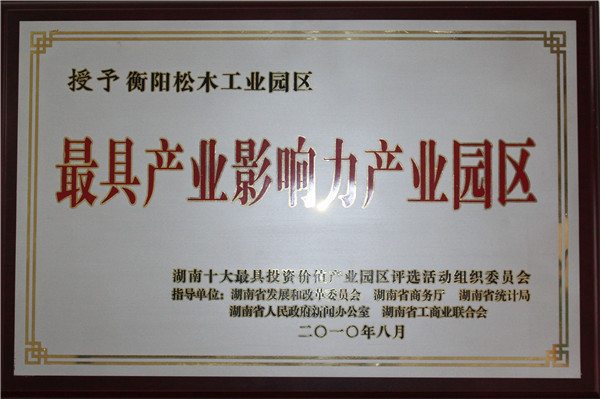 授予 衡阳松木工业园区
最具产业影响力产业园区
湖南十大最具投资价值产业园区评选活动组织委员会
指导单位：湖南省发展和改革委员会 湖南省商务厅 湖南省统计局
湖南省人民政府新闻办公室 湖南省工商业联合会
二〇一〇年八月